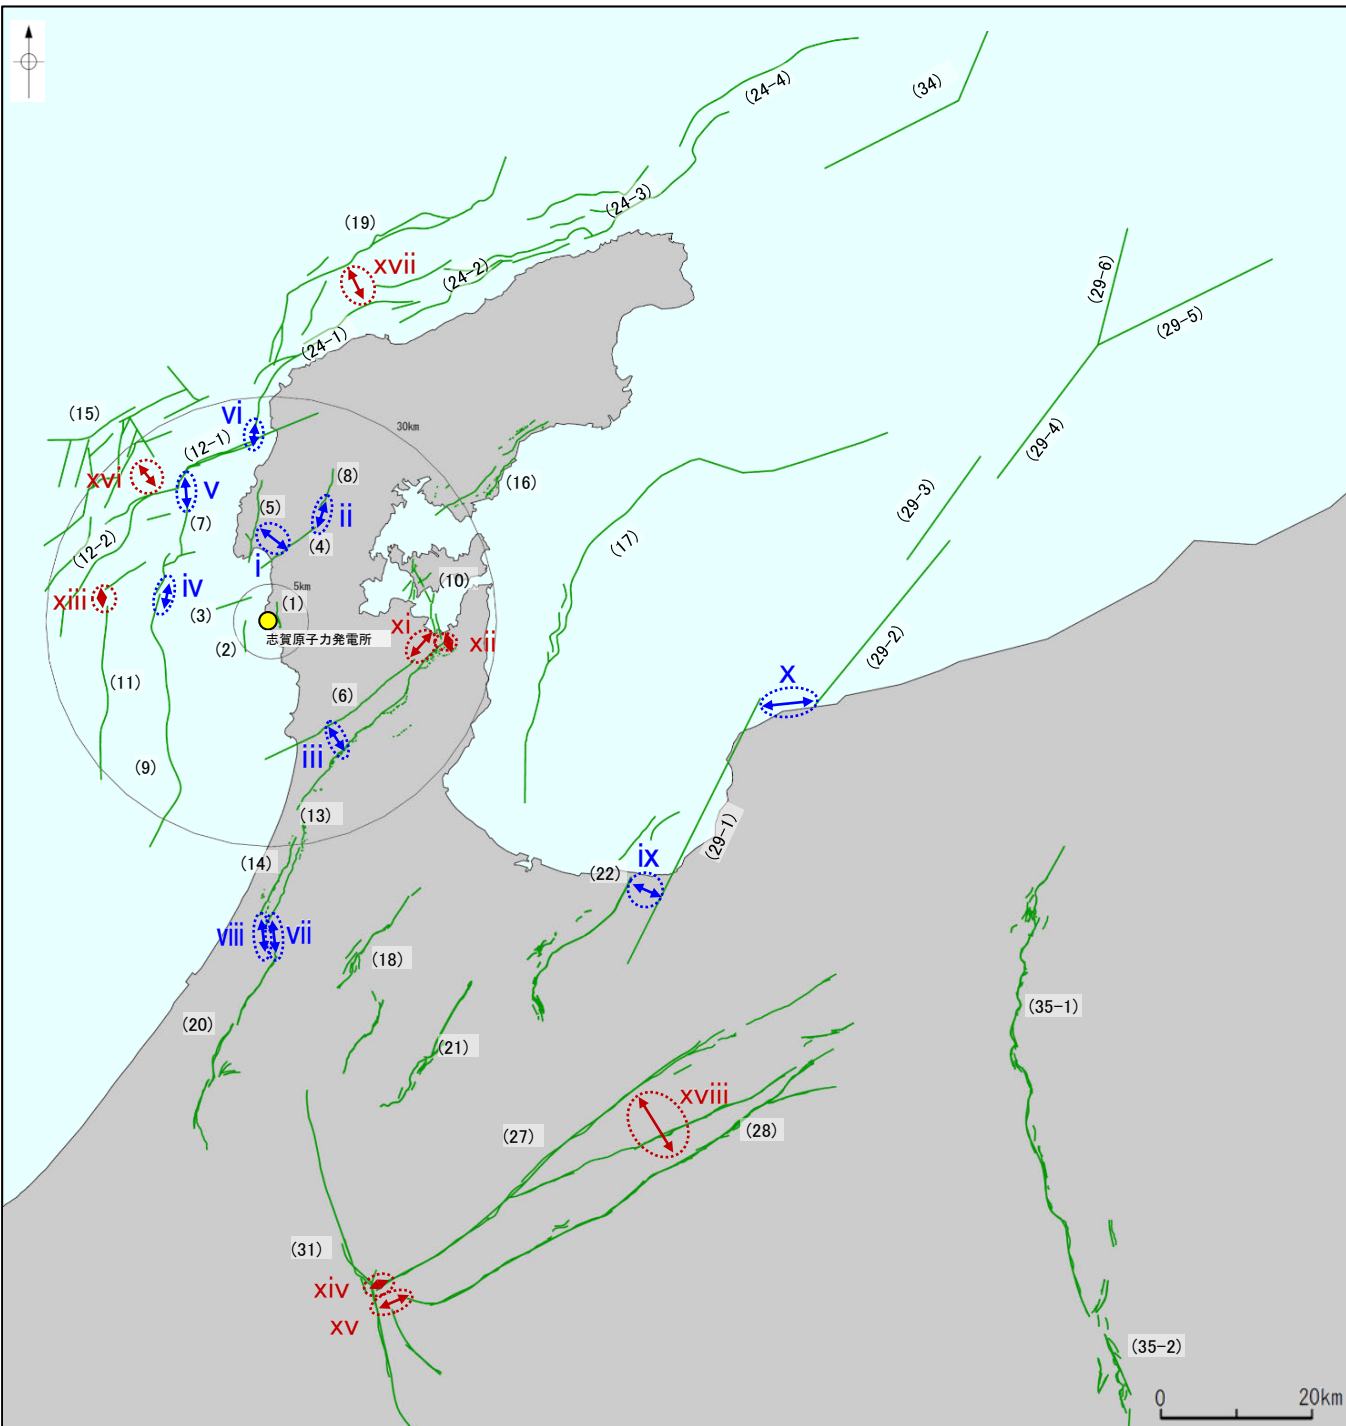 (24-4)
(34)
(24-3)
(19)
xvii
(24-2)
(29-6)
(29-5)
(24-1)
(15)
vi
30km
(12-1)
(29-4)
xvi
v
(8)
(16)
(29-3)
(5)
ii
(7)
(17)
(12-2)
(4)
i
xiii
iv
5km
(10)
(3)
(1)
志賀原子力発電所
xi
xii
(2)
(29-2)
(11)
(6)
x
iii
(9)
(13)
(29-1)
(14)
(22)
ix
viii
vii
(18)
(35-1)
(20)
(21)
xviii
(27)
(28)
(31)
xiv
xv
(35-2)
0
20km